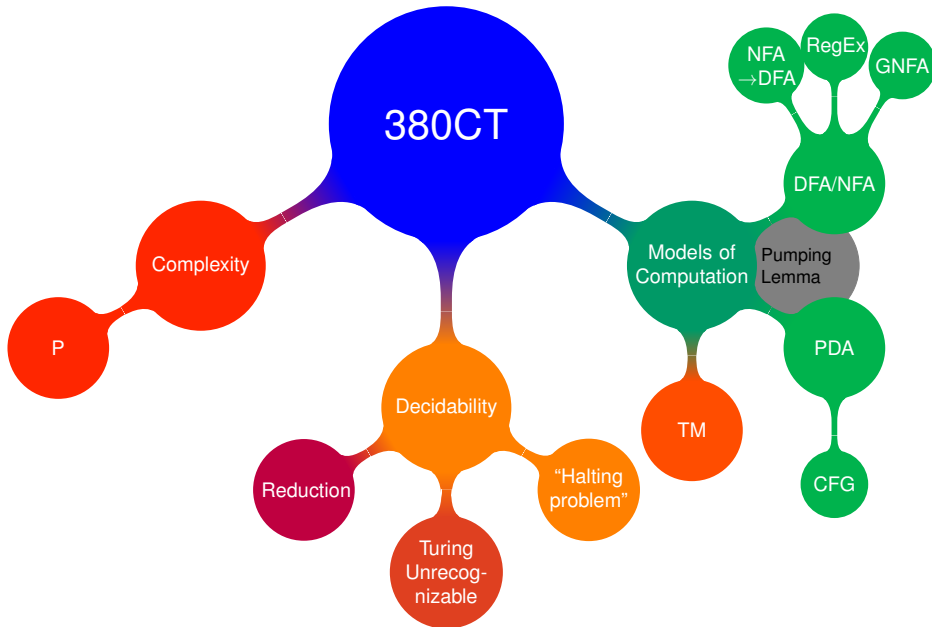 380CT
NFA
→DFA
RegEx
GNFA
DFA/NFA
Complexity
Models of
Computation
Pumping
Lemma
P
PDA
Decidability
TM
Reduction
"Halting
problem"
CFG
Turing
Unrecog-
nizable